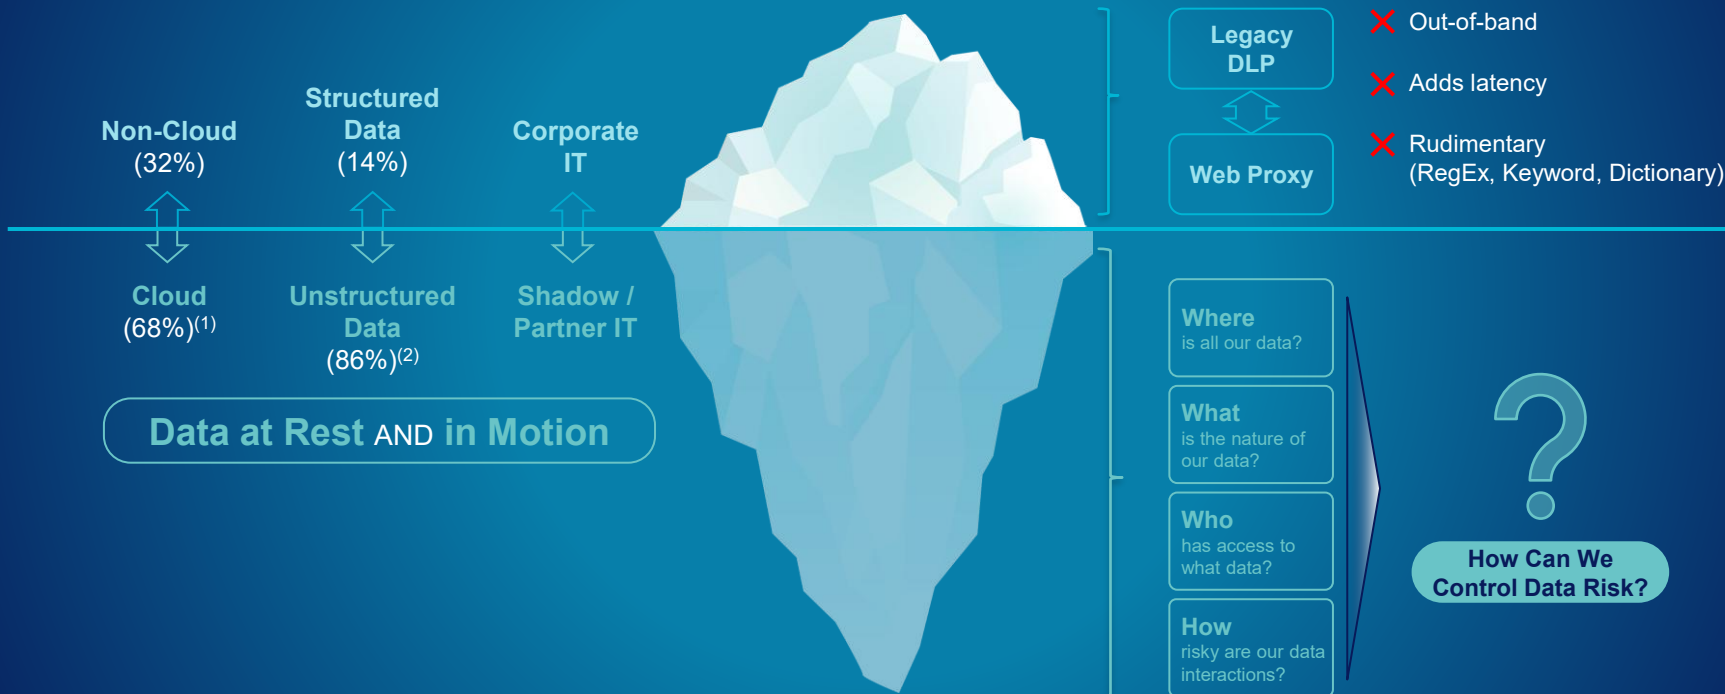 Non-Cloud
(32%)
Structured
Data
(14%)
Corporate
IT
Cloud
(68%)(1)
Unstructured
Data
(86%)(2)
Shadow /
Partner IT
Data at Rest AND in Motion
Legacy
DLP
Web Proxy
Out-of-band
Adds latency
Rudimentary
(RegEx, Keyword, Dictionary)
Where
is all our data?
What
is the nature of
our data?
Who
has access to
what data?
How
risky are our data
interactions?
How Can We
Control Data Risk?